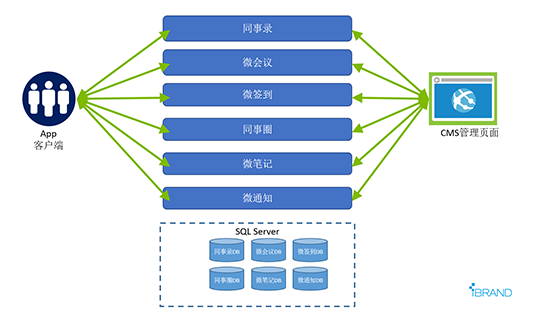 同事录
微会议
微签到
同事圈
微笔记
微通知
App
客户端
CMS管理页面
SQL Server
同事录DB
微会议DB
微签到DB
同事圈DB
微笔记DB
微通知DB
iBRAND